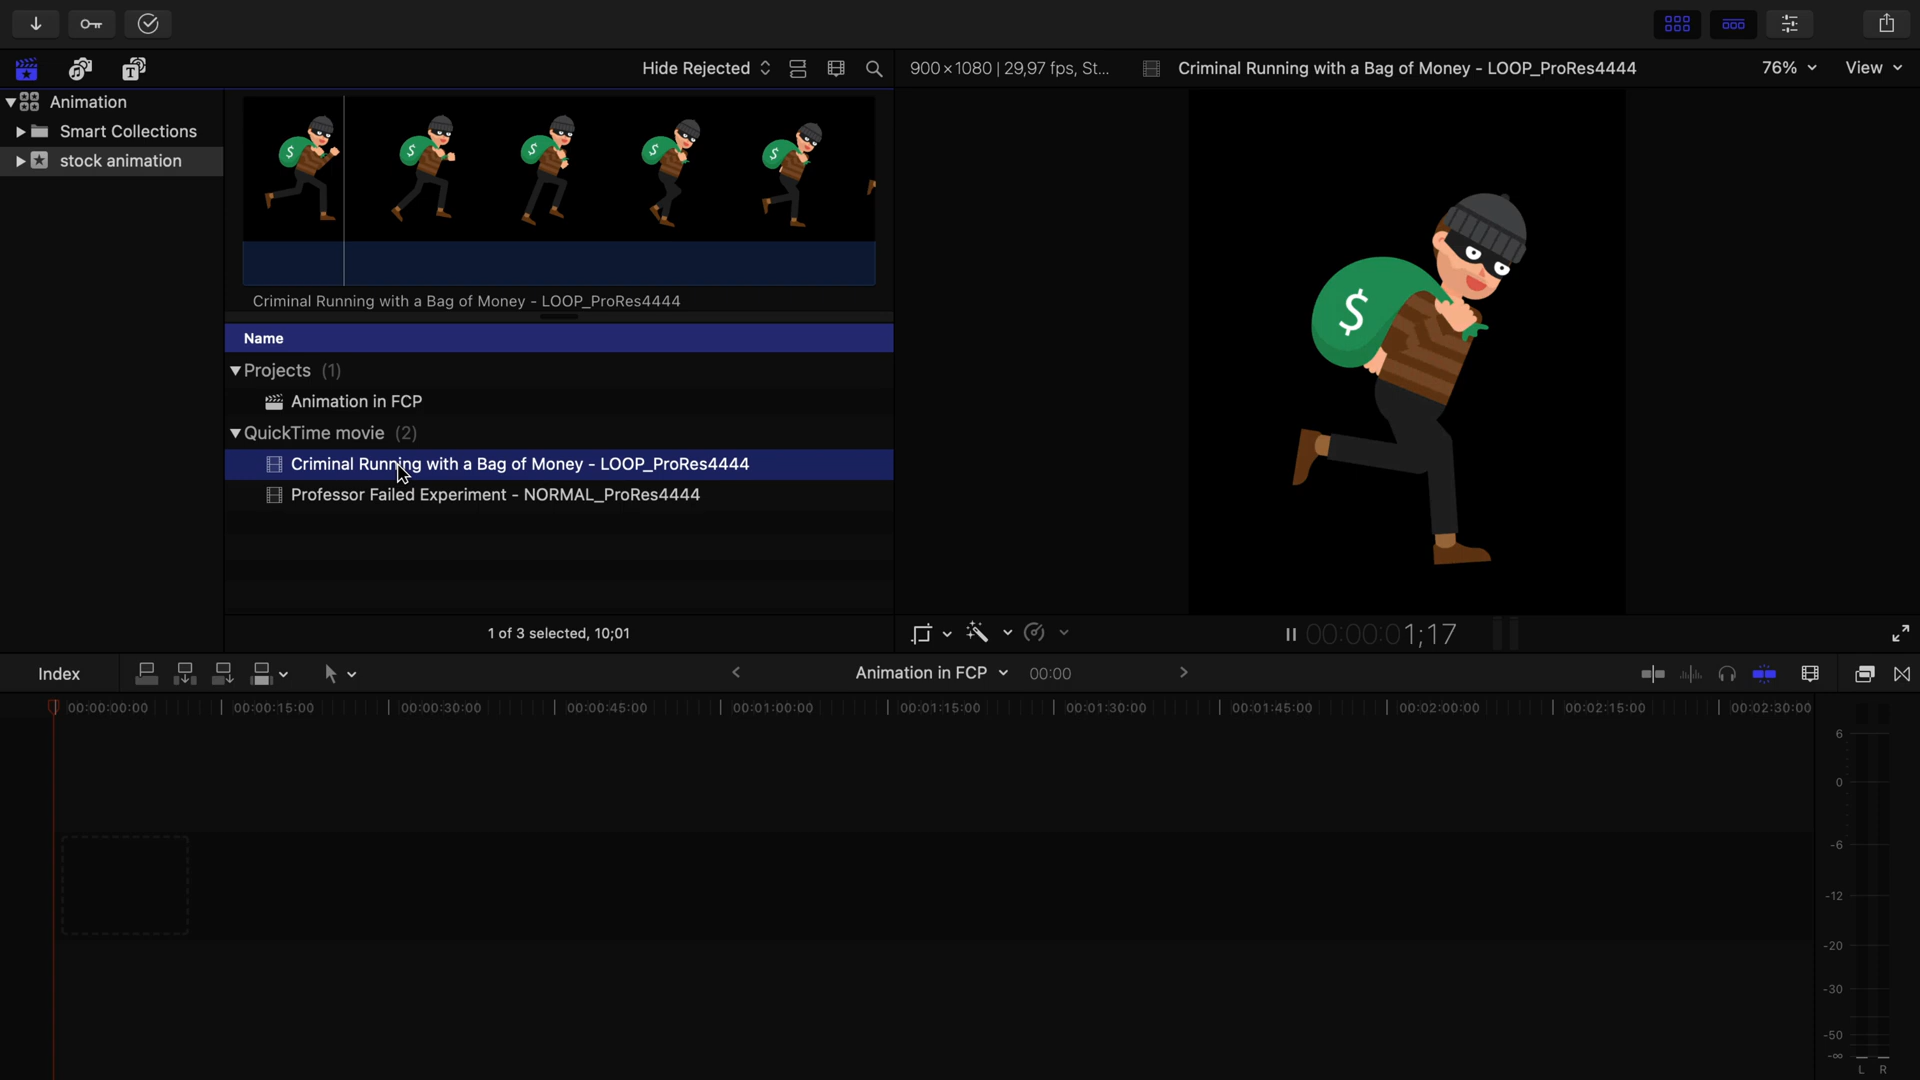 Hide Rejected
900×1080 | 29,97 fps, St...
Criminal Running with a Bag of Money - LOOP_ProRes4444
76%
View
Animation
Smart Collections
stock animation
$ $ $ $ $
Criminal Running with a Bag of Money - LOOP_ProRes4444
$
Name
Projects (1)
Animation in FCP
QuickTime movie (2)
Criminal Running with a Bag of Money - LOOP_ProRes4444
Professor Failed Experiment - NORMAL_ProRes4444
1 of 3 selected, 10;01
00:00:01;17
Index
Animation in FCP
00:00
00:00:00:00
00:00:15:00
00:00:30:00
00:00:45:00
00:01:00:00
00:01:15:00
00:01:30:00
00:01:45:00
00:02:00:00
00:02:15:00
00:02:30:00
6
0
-6
-12
-20
-30
-50
-∞
L R